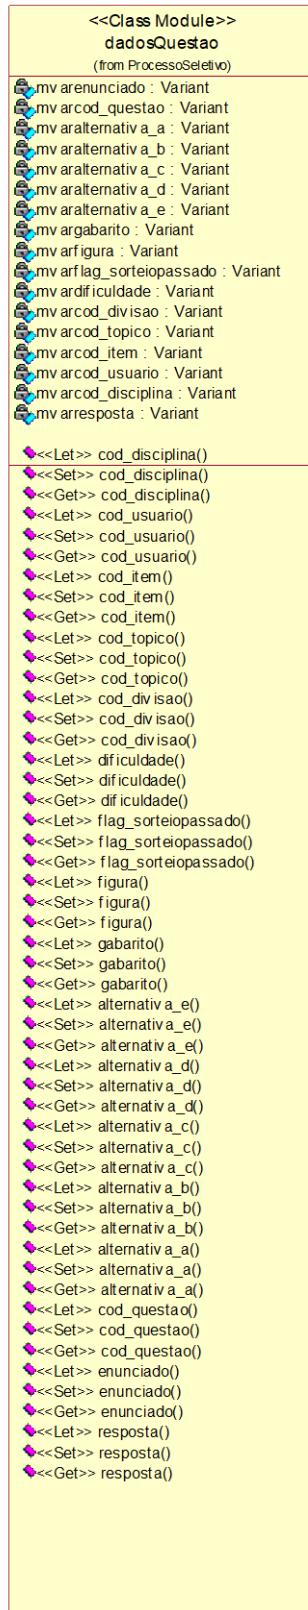 <<Class Module>>
dadosQuestao
(from ProcessoSeletivo)
mvarenunciado : Variant
mvarcod_questao : Variant
mvaralternativa_a : Variant
mvaralternativa_b : Variant
mvaralternativa_c : Variant
mvaralternativa_d : Variant
mvaralternativa_e : Variant
mvargabarito : Variant
mvarfigura : Variant
mvarflag_sorteiopassado : Variant
mvardificuldade : Variant
mvarcod_divisao : Variant
mvarcod_topico : Variant
mvarcod_item : Variant
mvarcod_usuario : Variant
mvarcod_disciplina : Variant
mvarresposta : Variant
<<Let>> cod_disciplina()
<<Set>> cod_disciplina()
<<Get>> cod_disciplina()
<<Let>> cod_usuario()
<<Set>> cod_usuario()
<<Get>> cod_usuario()
<<Let>> cod_item()
<<Set>> cod_item()
<<Get>> cod_item()
<<Let>> cod_topico()
<<Set>> cod_topico()
<<Get>> cod_topico()
<<Let>> cod_divisao()
<<Set>> cod_divisao()
<<Get>> cod_divisao()
<<Let>> dificuldade()
<<Set>> dificuldade()
<<Get>> dificuldade()
<<Let>> flag_sorteiopassado()
<<Set>> flag_sorteiopassado()
<<Get>> flag_sorteiopassado()
<<Let>> figura()
<<Set>> figura()
<<Get>> figura()
<<Let>> gabarito()
<<Set>> gabarito()
<<Get>> gabarito()
<<Let>> alternativa_e()
<<Set>> alternativa_e()
<<Get>> alternativa_e()
<<Let>> alternativa_d()
<<Set>> alternativa_d()
<<Get>> alternativa_d()
<<Let>> alternativa_c()
<<Set>> alternativa_c()
<<Get>> alternativa_c()
<<Let>> alternativa_b()
<<Set>> alternativa_b()
<<Get>> alternativa_b()
<<Let>> alternativa_a()
<<Set>> alternativa_a()
<<Get>> alternativa_a()
<<Let>> cod_questao()
<<Set>> cod_questao()
<<Get>> cod_questao()
<<Let>> enunciado()
<<Set>> enunciado()
<<Get>> enunciado()
<<Let>> resposta()
<<Set>> resposta()
<<Get>> resposta()